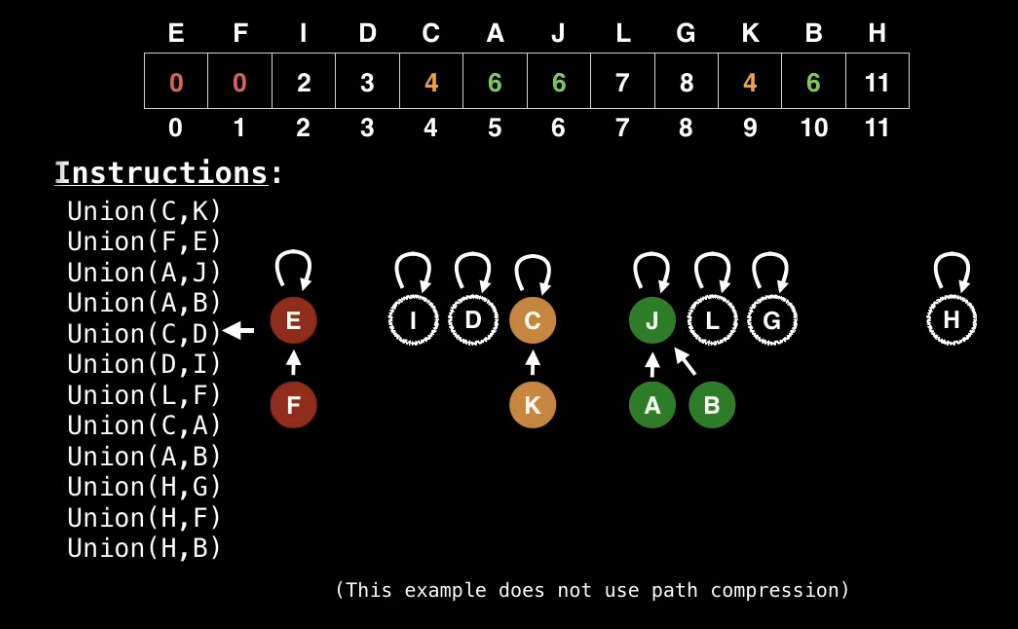 E F I D C A J L G K B H
0 0 2 3 4 6 6 7 8 4 6 11
0 1 2 3 4 5 6 7 8 9 10 11
Instructions:
Union(C,K)
Union(F,E)
Union(A,J)
Union(A,B)
Union(C,D)
Union(D,I)
Union(L,F)
Union(C,A)
Union(A,B)
Union(H,G)
Union(H,F)
Union(H,B)
E I D C J L G H
F K A B
(This example does not use path compression)